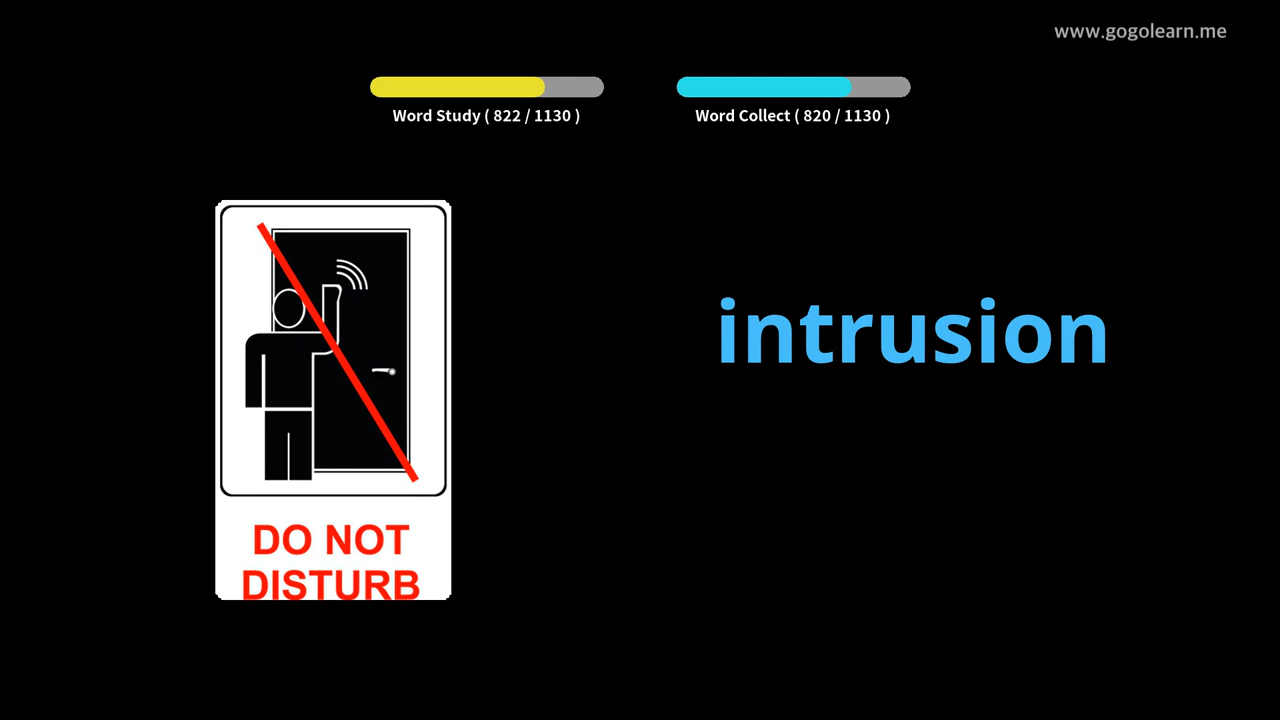 www.gogolearn.me
Word Study ( 822 / 1130 )
Word Collect ( 820 / 1130 )
intrusion
DO NOT
DISTURB